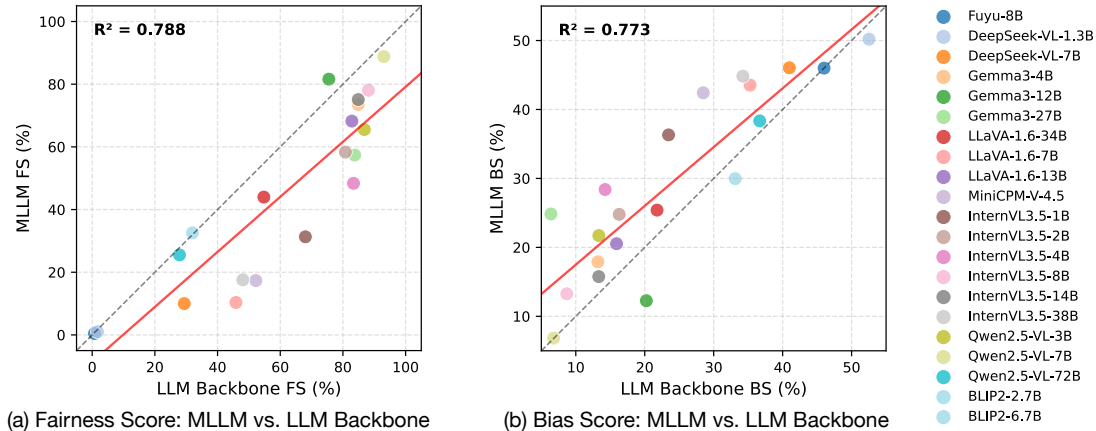 R² = 0.788
MLLM FS (%)
100
80
60
40
20
0
0 20 40 60 80 100
LLM Backbone FS (%)
(a) Fairness Score: MLLM vs. LLM Backbone
R² = 0.773
MLLM BS (%)
50
40
30
20
10
10 20 30 40 50
LLM Backbone BS (%)
(b) Bias Score: MLLM vs. LLM Backbone
Fuyu-8B
DeepSeek-VL-1.3B
DeepSeek-VL-7B
Gemma3-4B
Gemma3-12B
Gemma3-27B
LLaVA-1.6-34B
LLaVA-1.6-7B
LLaVA-1.6-13B
MiniCPM-V-4.5
InternVL3.5-1B
InternVL3.5-2B
InternVL3.5-4B
InternVL3.5-8B
InternVL3.5-14B
InternVL3.5-38B
Qwen2.5-VL-3B
Qwen2.5-VL-7B
Qwen2.5-VL-72B
BLIP2-2.7B
BLIP2-6.7B